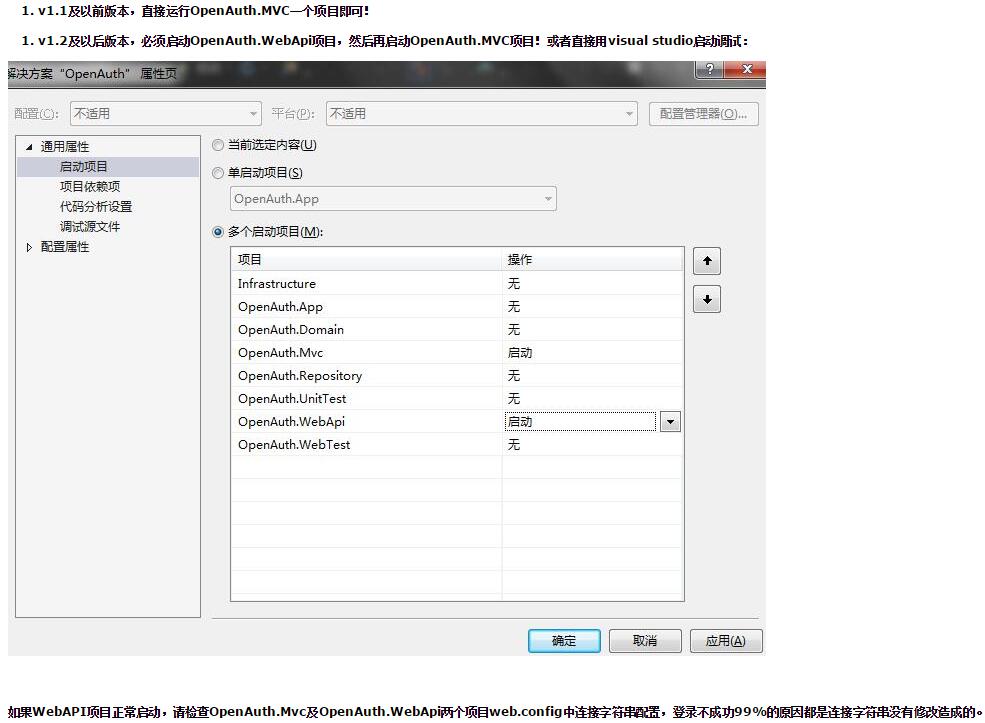 1. v1.1及以前版本，直接运行OpenAuth.MVC一个项目即可！
1. v1.2及以后版本，必须启动OpenAuth.WebApi项目，然后再启动OpenAuth.MVC项目！或者直接用visual studio启动调试：
解决方案“OpenAuth”属性页
?
配置(C): 不适用 平台(P): 不适用 配置管理器(O)...
通用属性
启动项目
项目依赖项
代码分析设置
调试源文件
配置属性
当前选定内容(U)
单启动项目(S)
OpenAuth.App
多个启动项目(M):
项目 操作
Infrastructure 无
OpenAuth.App 无
OpenAuth.Domain 无
OpenAuth.Mvc 启动
OpenAuth.Repository 无
OpenAuth.UnitTest 无
OpenAuth.WebApi 启动
OpenAuth.WebTest 无
确定 取消 应用(A)
如果WebAPI项目正常启动，请检查OpenAuth.Mvc及OpenAuth.WebApi两个项目web.config中连接字符串配置，登录不成功99%的原因都是连接字符串没有修改造成的。